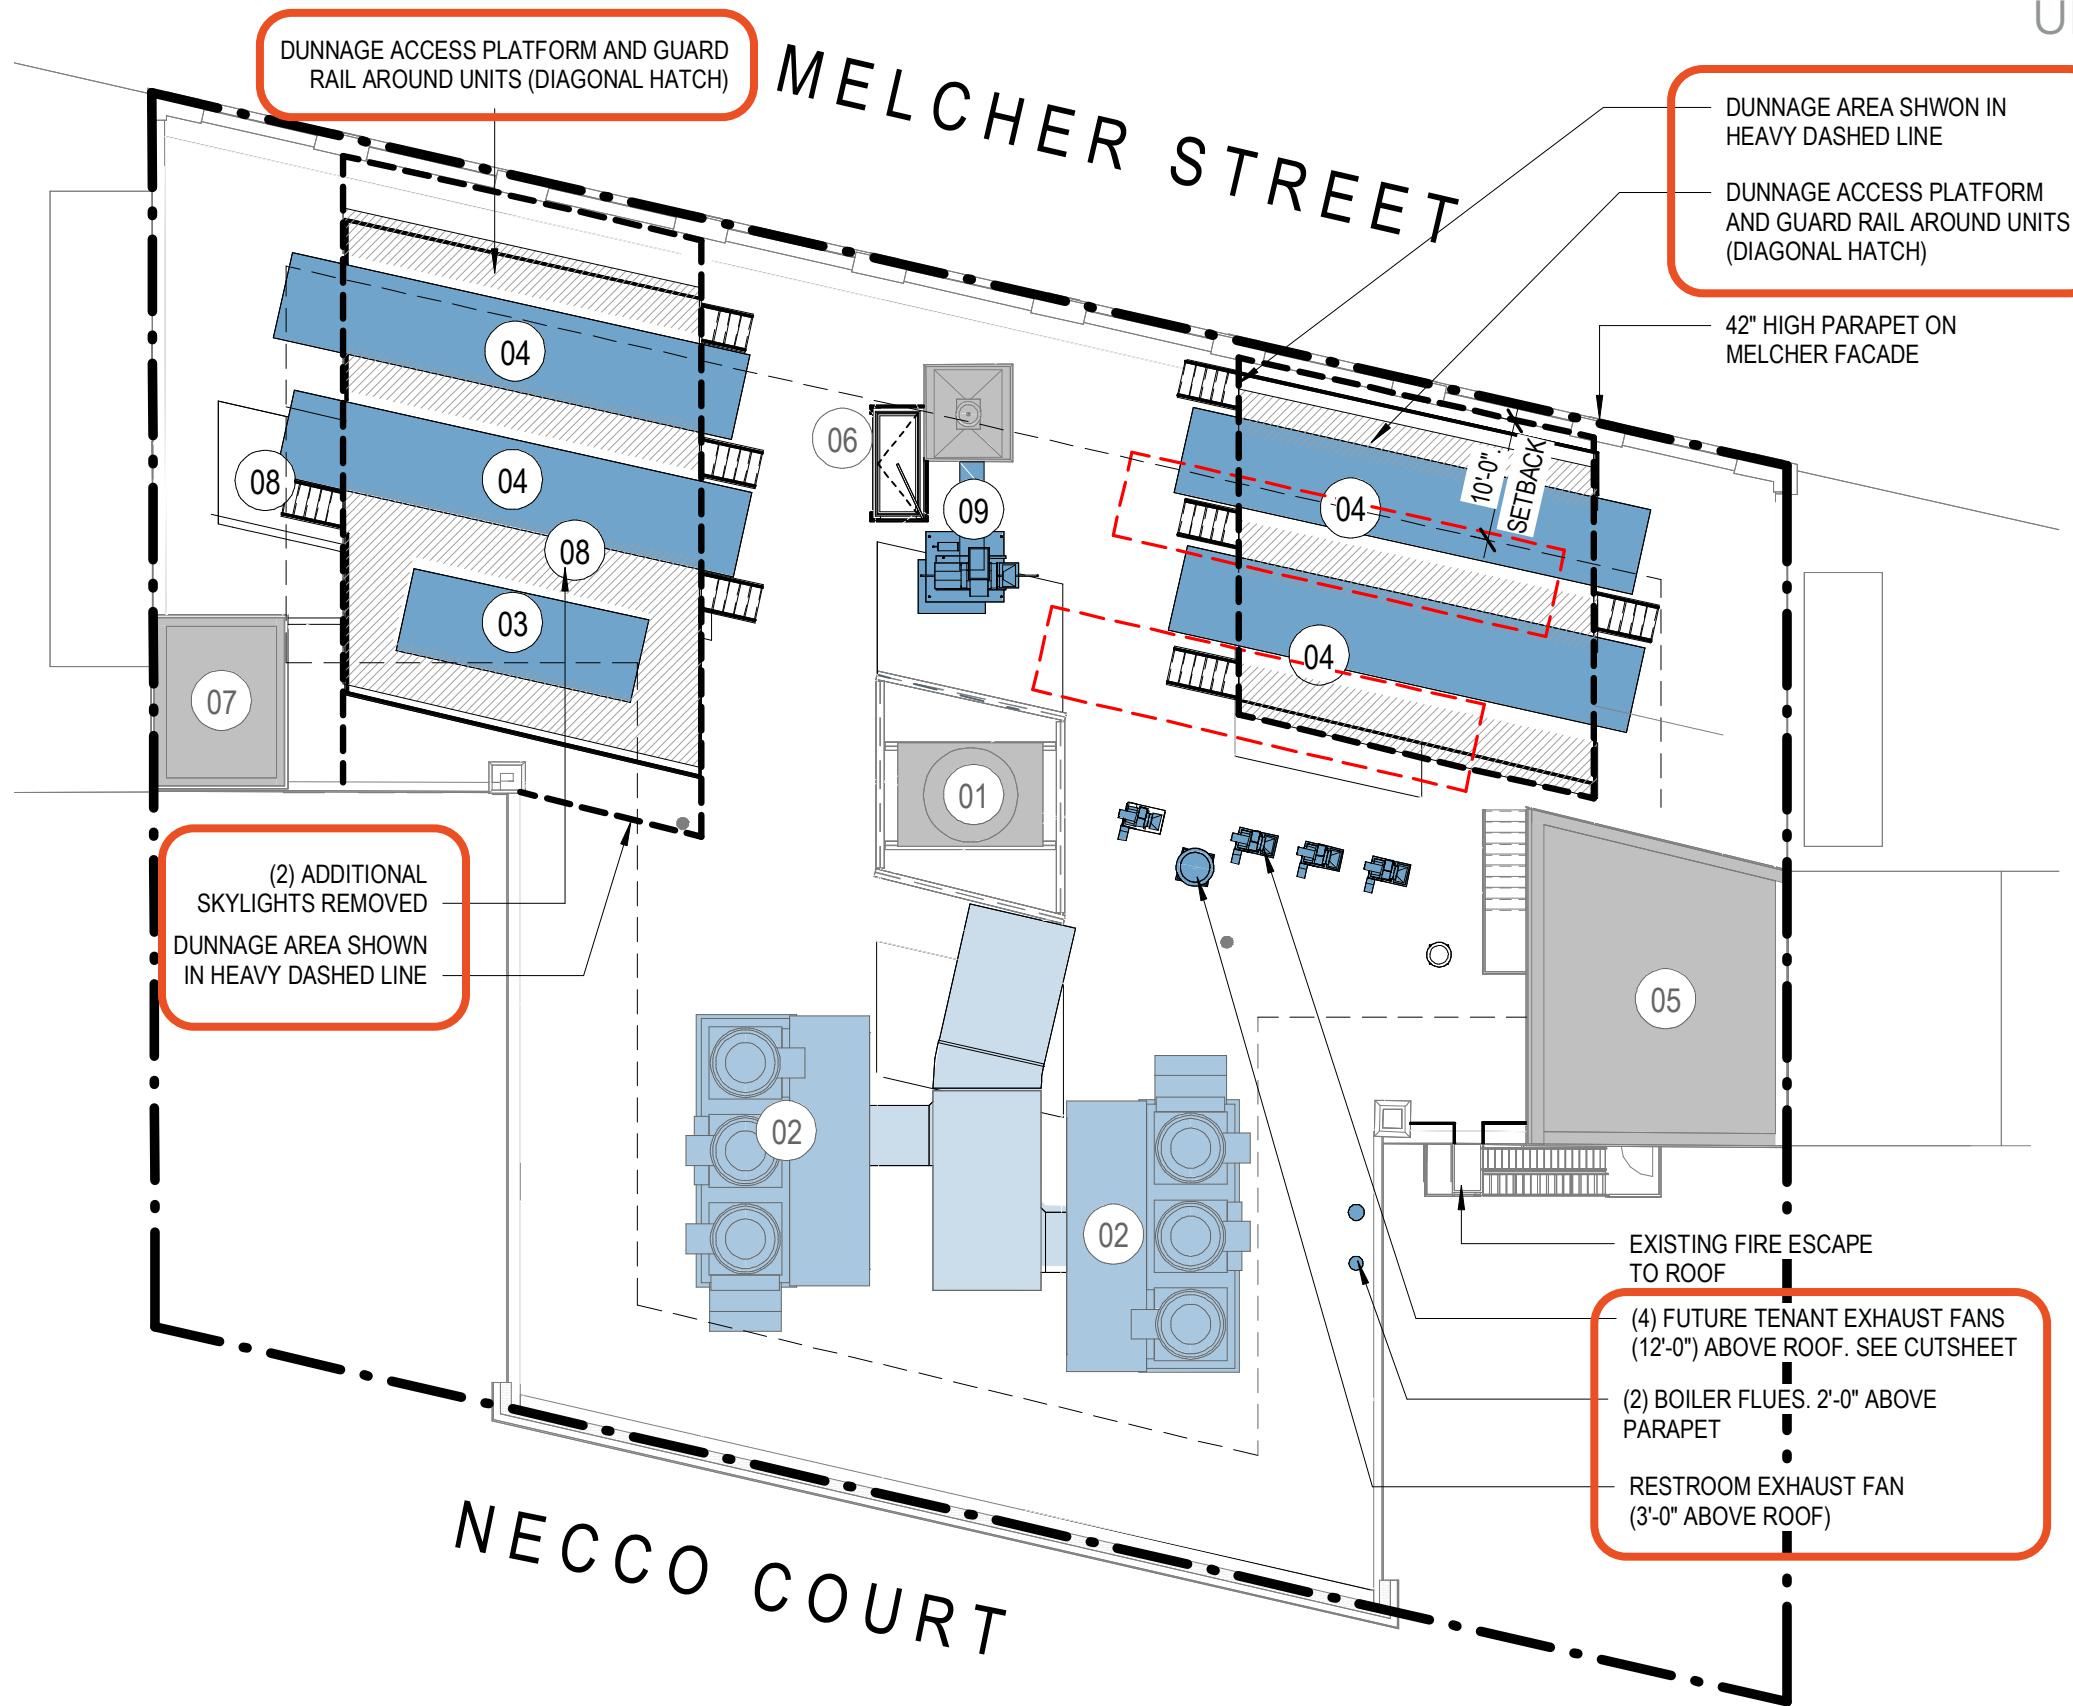 DUNNAGE ACCESS PLATFORM AND GUARD
RAIL AROUND UNITS (DIAGONAL HATCH)
MELCHER STREET
DUNNAGE AREA SHWON IN
HEAVY DASHED LINE
DUNNAGE ACCESS PLATFORM
AND GUARD RAIL AROUND UNITS
(DIAGONAL HATCH)
42" HIGH PARAPET ON
MELCHER FACADE
04
06
08
04
09
04
10'-0"
SETBACK
08
03
04
07
01
(2) ADDITIONAL
SKYLIGHTS REMOVED
DUNNAGE AREA SHOWN
IN HEAVY DASHED LINE
05
02
02
EXISTING FIRE ESCAPE
TO ROOF
(4) FUTURE TENANT EXHAUST FANS
(12'-0") ABOVE ROOF. SEE CUTSHEET
(2) BOILER FLUES. 2'-0" ABOVE
PARAPET
RESTROOM EXHAUST FAN
(3'-0" ABOVE ROOF)
NECCO COURT